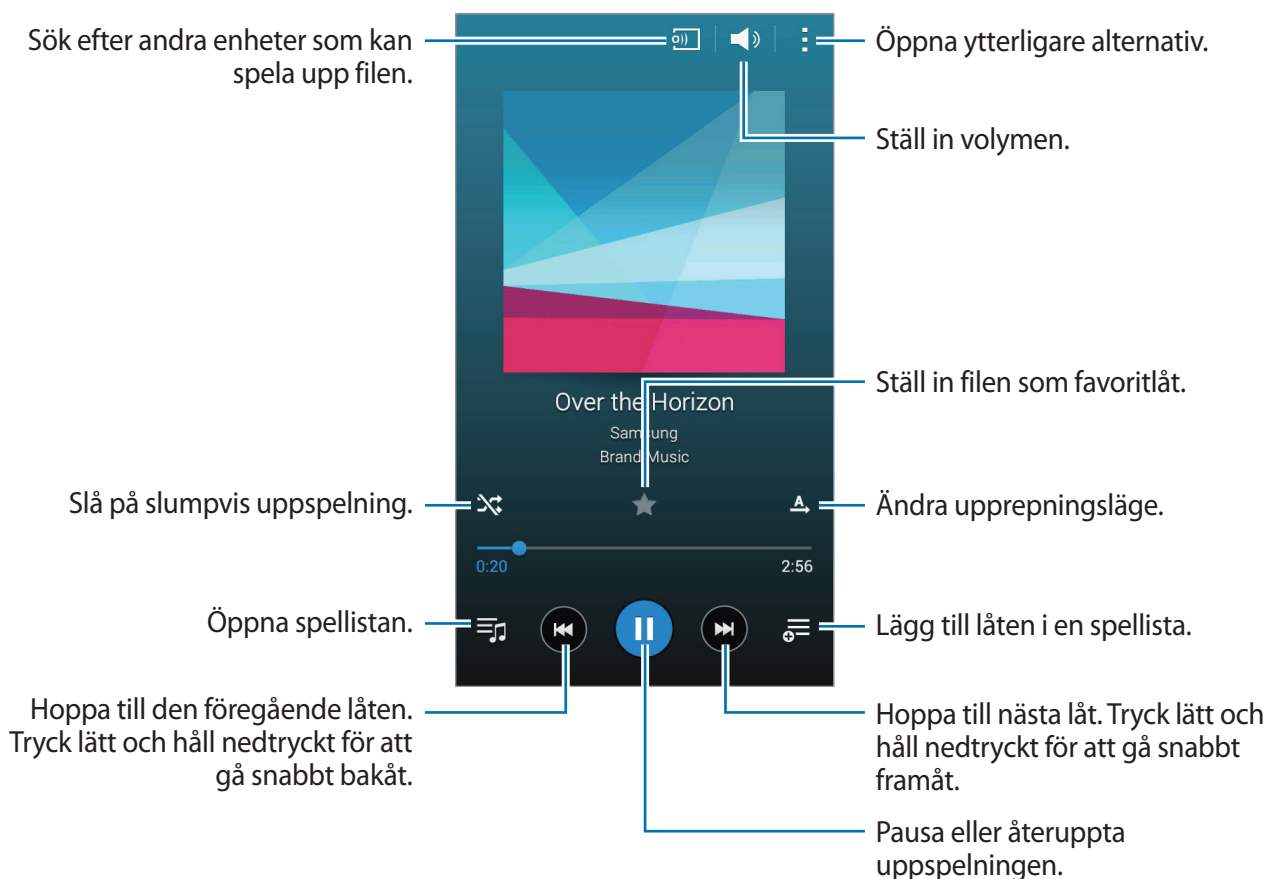 Sök efter andra enheter som kan
spela upp filen.
Öppna ytterligare alternativ.
Ställ in volymen.
Ställ in filen som favoritlåt.
Over the Horizon
Samsung
Brand Music
Slå på slumpvis uppspelning.
A
Ändra upprepningsläge.
0:20
2:56
Öppna spellistan.
Lägg till låten i en spellista.
Hoppa till den föregående låten.
Tryck lätt och håll nedtryckt för att
gå snabbt bakåt.
Hoppa till nästa låt. Tryck lätt och
håll nedtryckt för att gå snabbt
framåt.
Pausa eller återuppta
uppspelningen.